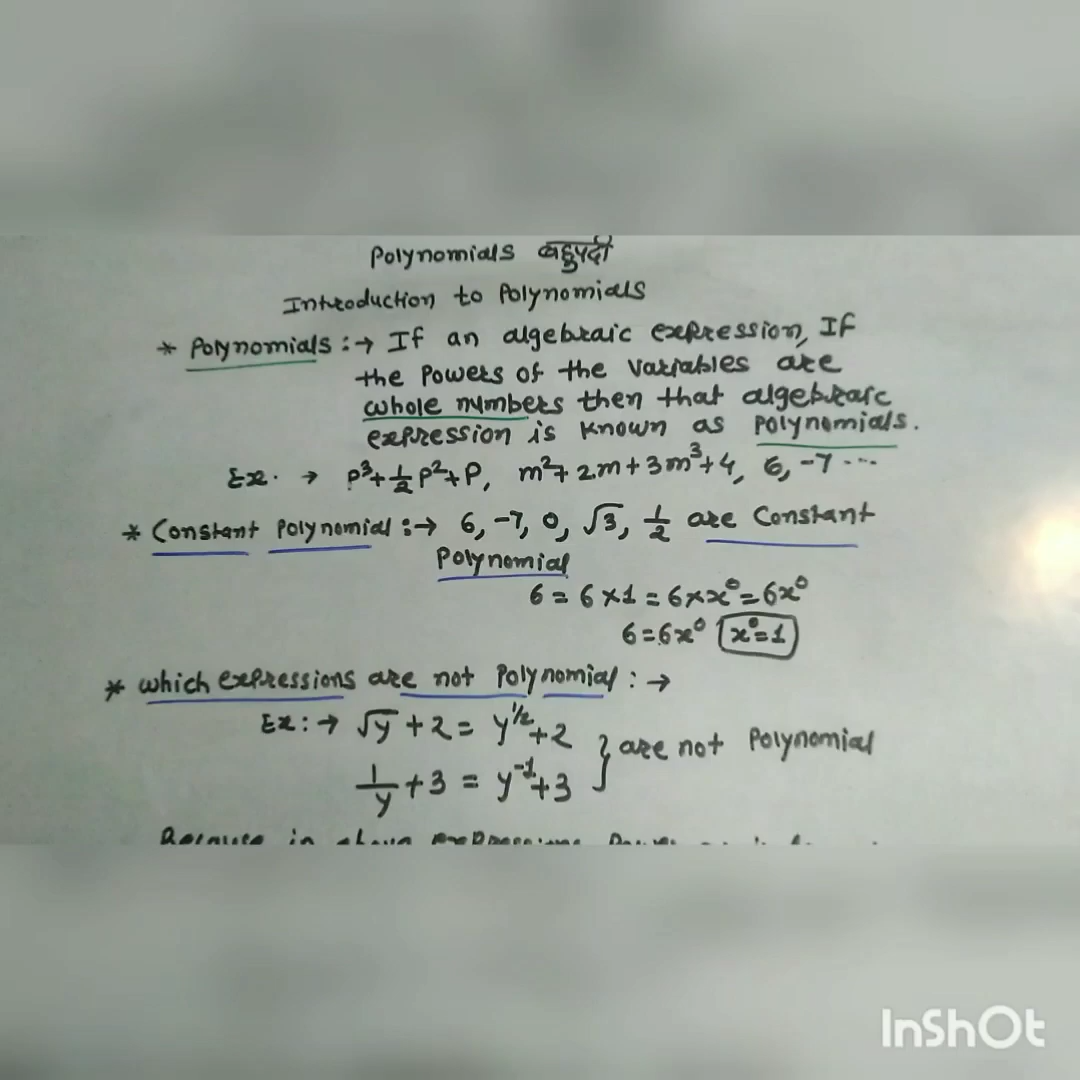 Polynomials बहुपदी
Introduction to Polynomials
* Polynomials :→ If an algebraic expression, If
the Powers of the variables are
whole numbers then that algebraic
expression is known as Polynomials.
Ex. → P³+½P²+P, m²+2m+3m³+4, 6, -7 ...
* Constant Polynomial :→ 6, -7, 0, √3, ½ are Constant
Polynomial
6 = 6×1 = 6×x⁰ = 6x⁰
6 = 6x⁰ x⁰=1
* which expressions are not Polynomial :→
Ex :→ √y + 2 = y^½ + 2
1/y + 3 = y⁻¹ + 3 } are not Polynomial
Because in above expressions
InShOt